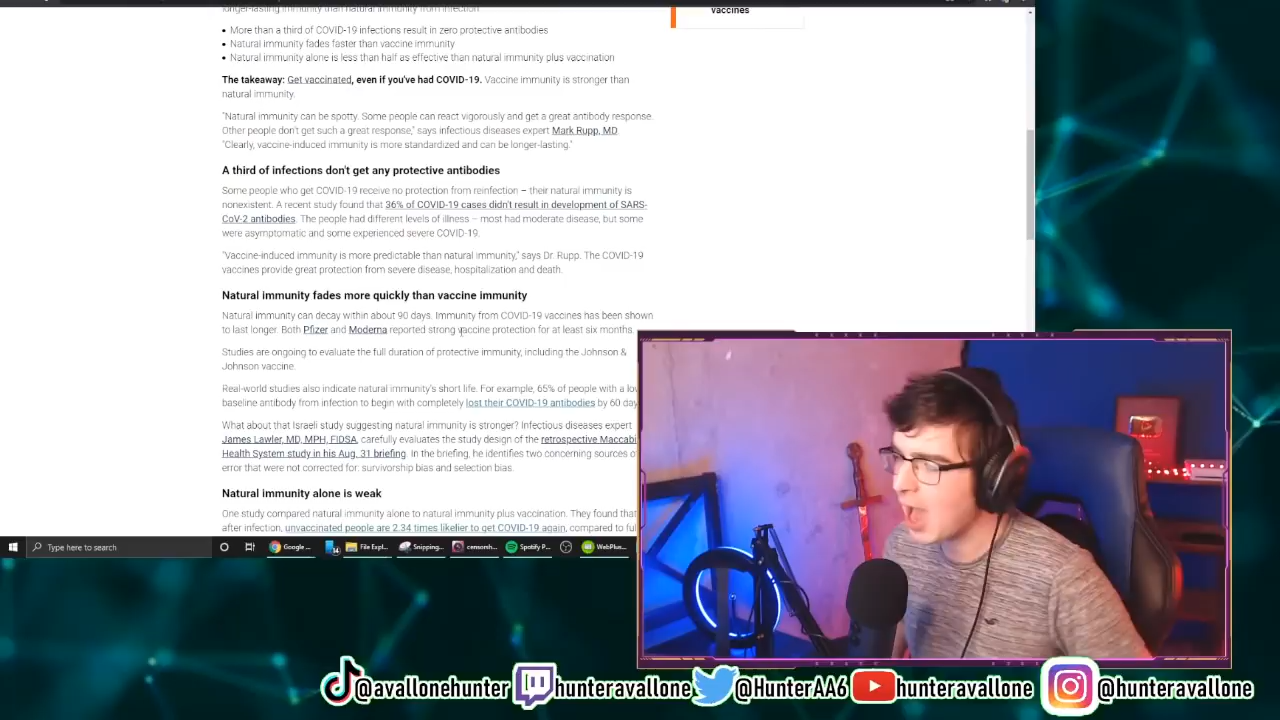 longer-lasting immunity than natural immunity from infection
vaccines
More than a third of COVID-19 infections result in zero protective antibodies
Natural immunity fades faster than vaccine immunity
Natural immunity alone is less than half as effective than natural immunity plus vaccination
The takeaway: Get vaccinated, even if you've had COVID-19. Vaccine immunity is stronger than
natural immunity.
"Natural immunity can be spotty. Some people can react vigorously and get a great antibody response.
Other people don't get such a great response," says infectious diseases expert Mark Rupp, MD
"Clearly, vaccine-induced immunity is more standardized and can be longer-lasting."
A third of infections don't get any protective antibodies
Some people who get COVID-19 receive no protection from reinfection – their natural immunity is
nonexistent. A recent study found that 36% of COVID-19 cases didn't result in development of SARS-
CoV-2 antibodies. The people had different levels of illness – most had moderate disease, but some
were asymptomatic and some experienced severe COVID-19.
"Vaccine-induced immunity is more predictable than natural immunity," says Dr. Rupp. The COVID-19
vaccines provide great protection from severe disease, hospitalization and death.
Natural immunity fades more quickly than vaccine immunity
Natural immunity can decay within about 90 days. Immunity from COVID-19 vaccines has been shown
to last longer. Both Pfizer and Moderna reported strong vaccine protection for at least six months.
Studies are ongoing to evaluate the full duration of protective immunity, including the Johnson &
Johnson vaccine.
Real-world studies also indicate natural immunity's short life. For example, 65% of people with a lo
baseline antibody from infection to begin with completely lost their COVID-19 antibodies by 60 da
What about that Israeli study suggesting natural immunity is stronger? Infectious diseases expert
James Lawler, MD, MPH, FIDSA, carefully evaluates the study design of the retrospective Maccabi
Health System study in his Aug. 31 briefing. In the briefing, he identifies two concerning sources of
error that were not corrected for: survivorship bias and selection bias.
Natural immunity alone is weak
One study compared natural immunity alone to natural immunity plus vaccination. They found that
after infection, unvaccinated people are 2.34 times likelier to get COVID-19 again, compared to ful
Type here to search
Google ...
File Expl...
Snipping...
censorsh...
Spotify P...
WebPlus...
@avallonehunter
hunteravallone
@HunterAA6
hunteravallone
@hunteravallone